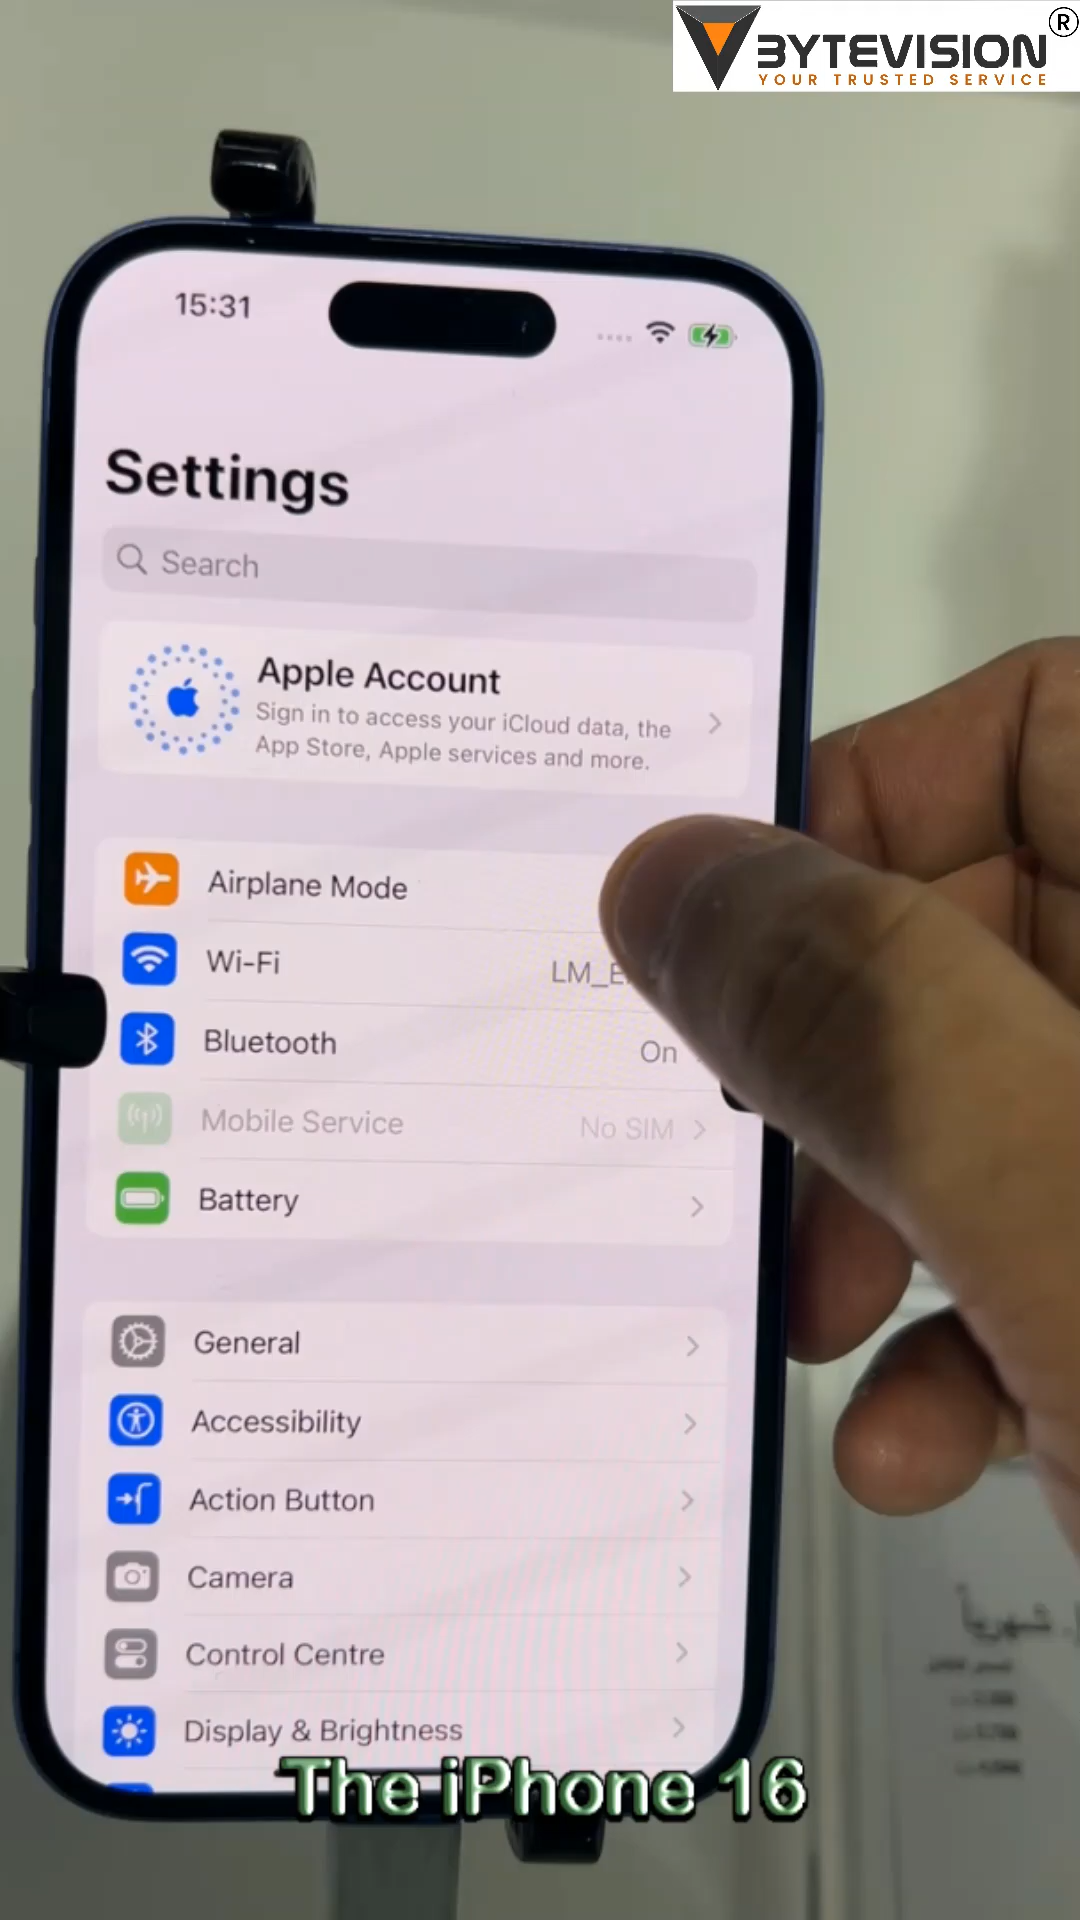 BYTEVISION®
YOUR TRUSTED SERVICE
15:31
Settings
Search
Apple Account
Sign in to access your iCloud data, the
App Store, Apple services and more.
Airplane Mode
Wi-Fi
Bluetooth On
Mobile Service No SIM
Battery
General
Accessibility
Action Button
Camera
Control Centre
Display & Brightness
The iPhone 16